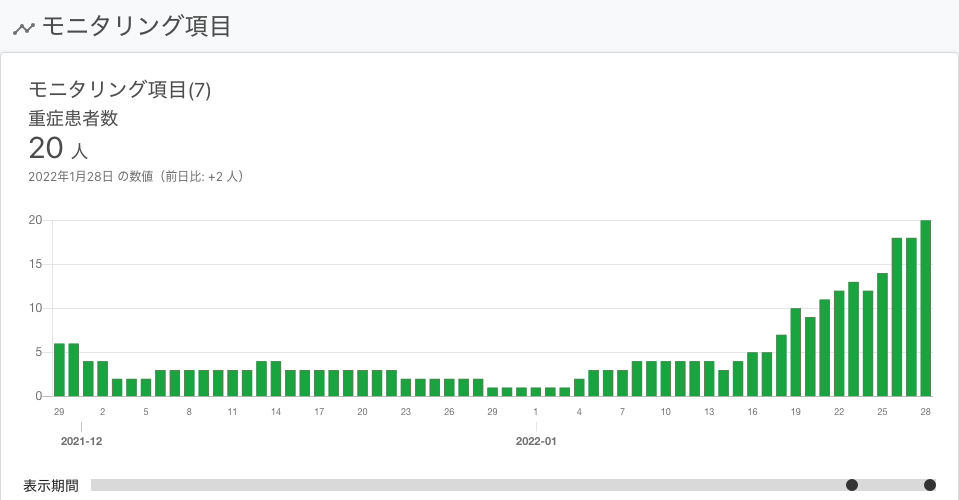 モニタリング項目
モニタリング項目(7)
重症患者数
20 人
2022年1月28日 の数値（前日比: +2 人）
20
15
10
5
0
29 2 5 8 11 14 17 20 23 26 29 1 4 7 10 13 16 19 22 25 28
2021-12 2022-01
表示期間